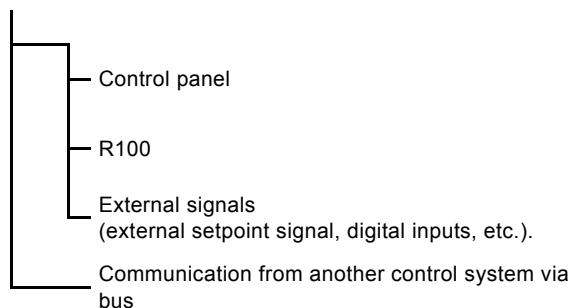 Control panel
R100
External signals
(external setpoint signal, digital inputs, etc.).
Communication from another control system via
bus